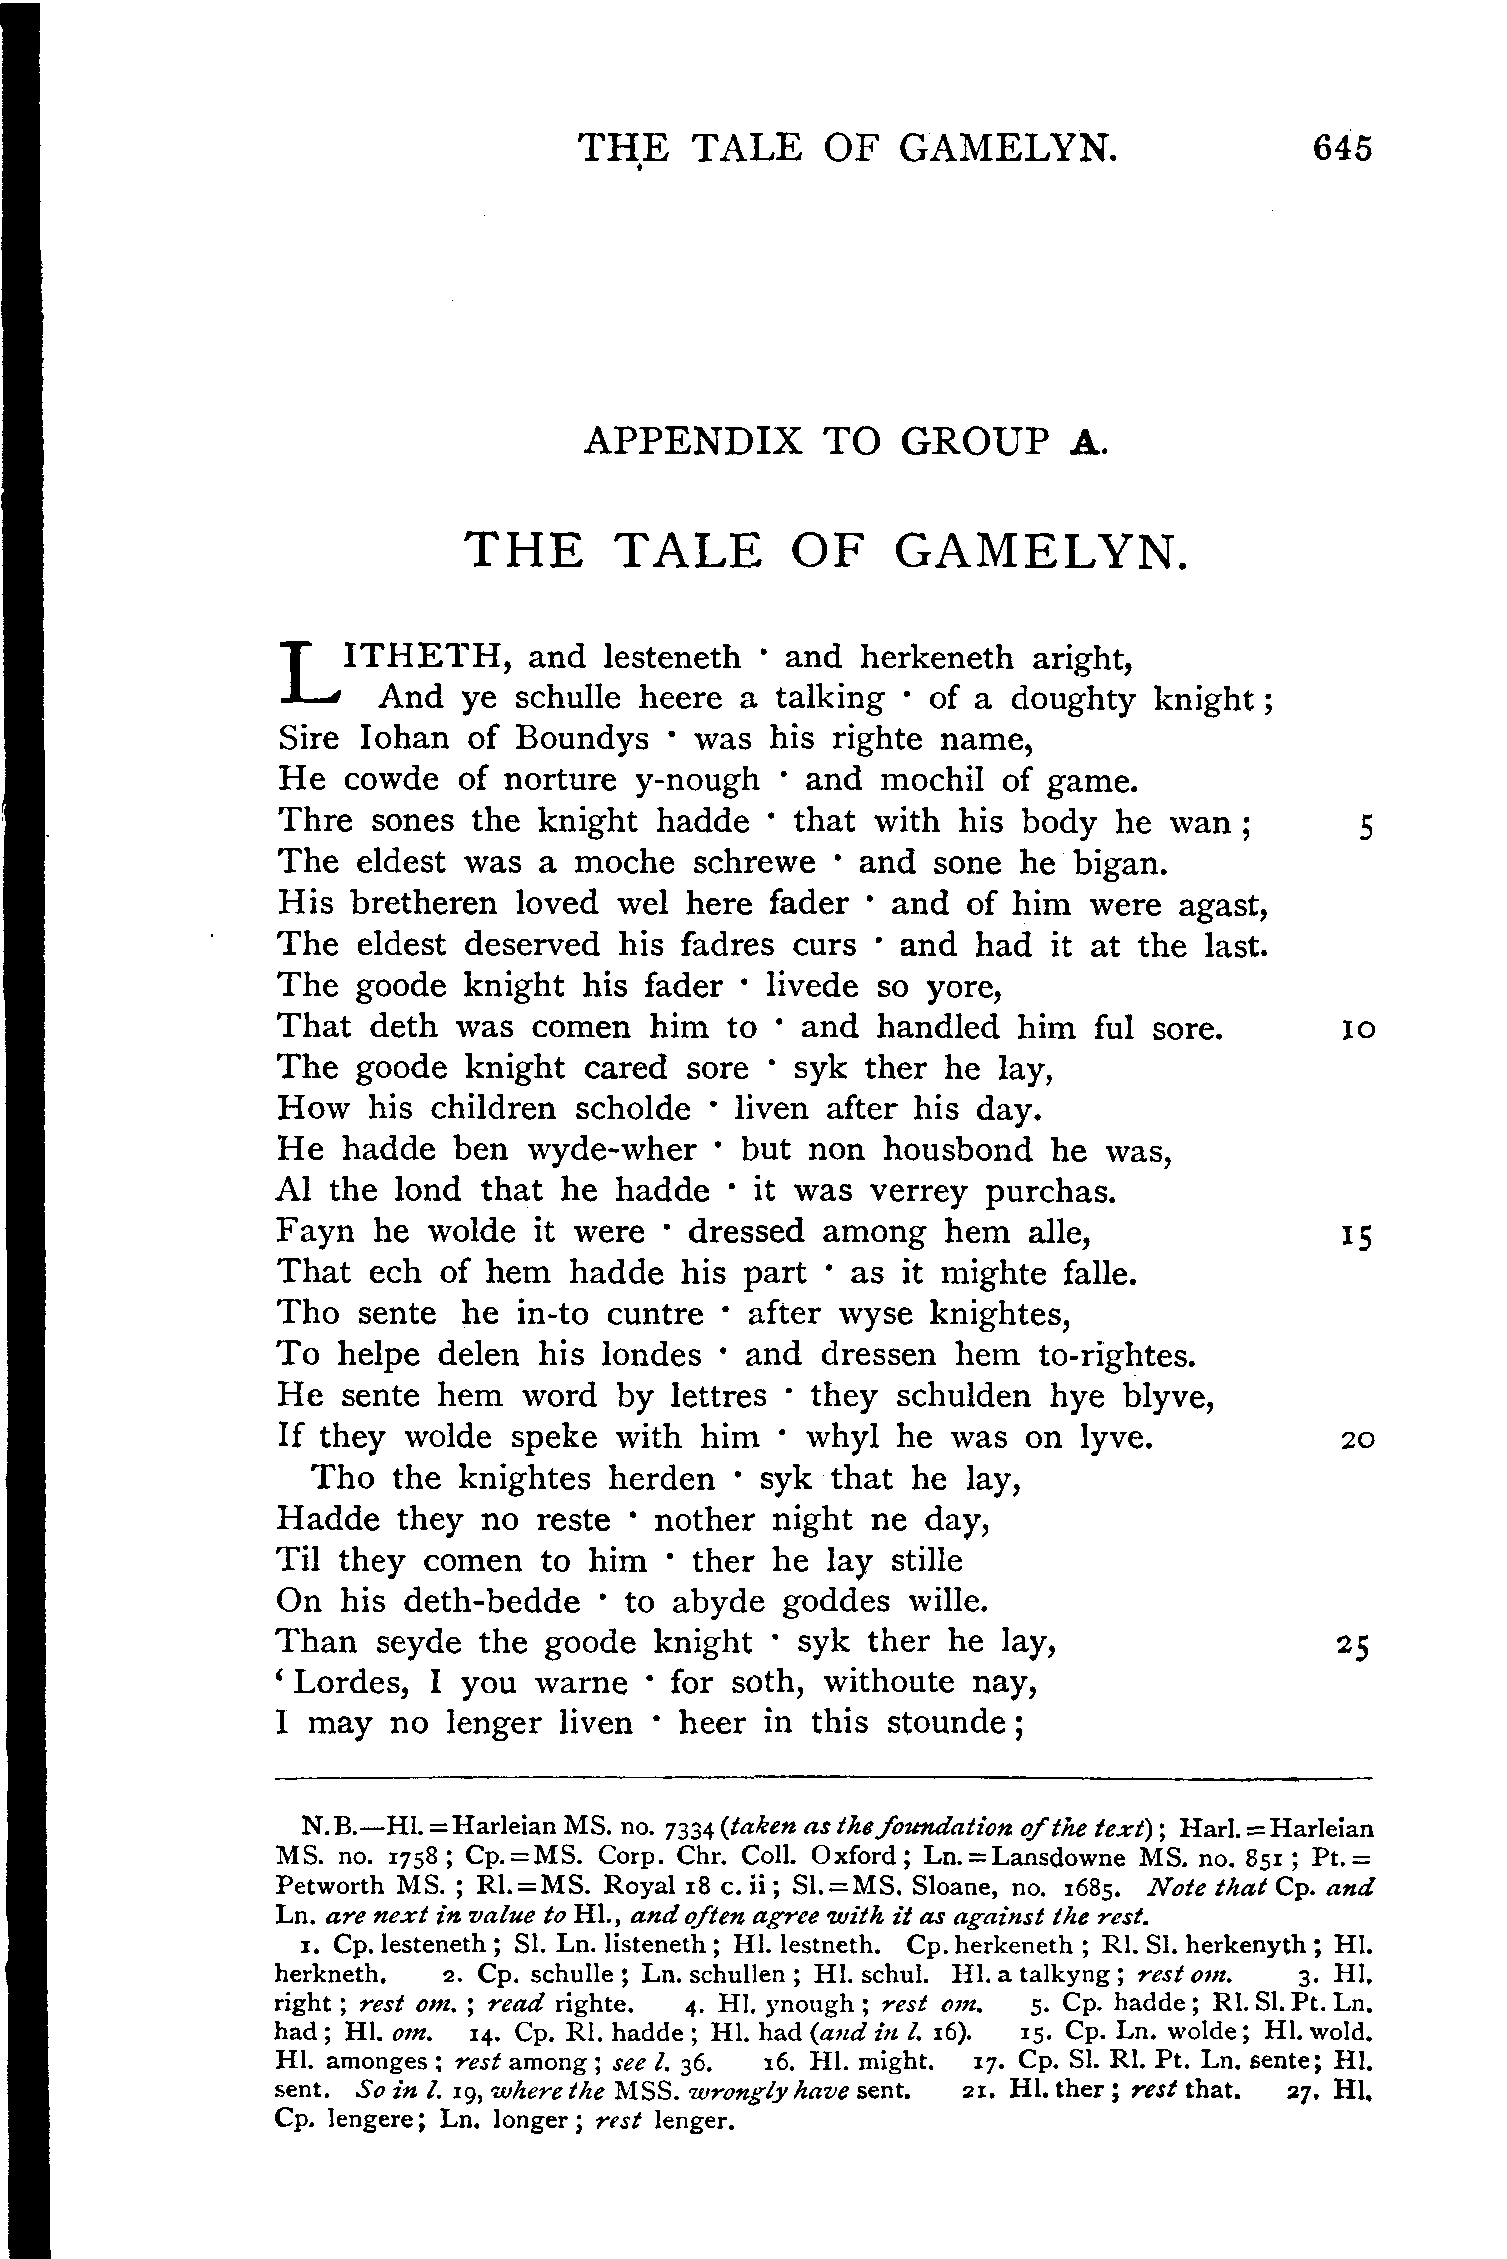 THE TALE OF GAMELYN. 645
APPENDIX TO GROUP A.
THE TALE OF GAMELYN.
LITHETH, and lesteneth · and herkeneth aright,
And ye schulle heere a talking · of a doughty knight ;
Sire Iohan of Boundys · was his righte name,
He cowde of norture y-nough · and mochil of game.
Thre sones the knight hadde · that with his body he wan ; 5
The eldest was a moche schrewe · and sone he bigan.
His bretheren loved wel here fader · and of him were agast,
The eldest deserved his fadres curs · and had it at the last.
The goode knight his fader · livede so yore,
That deth was comen him to · and handled him ful sore. 10
The goode knight cared sore · syk ther he lay,
How his children scholde · liven after his day.
He hadde ben wyde-wher · but non housbond he was,
Al the lond that he hadde · it was verrey purchas.
Fayn he wolde it were · dressed among hem alle, 15
That ech of hem hadde his part · as it mighte falle.
Tho sente he in-to cuntre · after wyse knightes,
To helpe delen his londes · and dressen hem to-rightes.
He sente hem word by lettres · they schulden hye blyve,
If they wolde speke with him · whyl he was on lyve. 20
Tho the knightes herden · syk that he lay,
Hadde they no reste · nother night ne day,
Til they comen to him · ther he lay stille
On his deth-bedde · to abyde goddes wille.
Than seyde the goode knight · syk ther he lay, 25
‘ Lordes, I you warne · for soth, withoute nay,
I may no lenger liven · heer in this stounde ;
N.B.—Hl. = Harleian MS. no. 7334 (taken as the foundation of the text) ; Harl. = Harleian
MS. no. 1758 ; Cp. = MS. Corp. Chr. Coll. Oxford ; Ln. = Lansdowne MS. no. 851 ; Pt. =
Petworth MS. ; Rl. = MS. Royal 18 c. ii ; Sl. = MS. Sloane, no. 1685. Note that Cp. and
Ln. are next in value to Hl., and often agree with it as against the rest.
1. Cp. lesteneth ; Sl. Ln. listeneth ; Hl. lestneth. Cp. herkeneth ; Rl. Sl. herkenyth ; Hl.
herkneth. 2. Cp. schulle ; Ln. schullen ; Hl. schul. Hl. a talkyng ; rest om. 3. Hl.
right ; rest om. ; read righte. 4. Hl. ynough ; rest om. 5. Cp. hadde ; Rl. Sl. Pt. Ln.
had ; Hl. om. 14. Cp. Rl. hadde ; Hl. had (and in l. 16). 15. Cp. Ln. wolde ; Hl. wold.
Hl. amonges ; rest among ; see l. 36. 16. Hl. might. 17. Cp. Sl. Rl. Pt. Ln. sente ; Hl.
sent. So in l. 19, where the MSS. wrongly have sent. 21. Hl. ther ; rest that. 27. Hl.
Cp. lengere ; Ln. longer ; rest lenger.